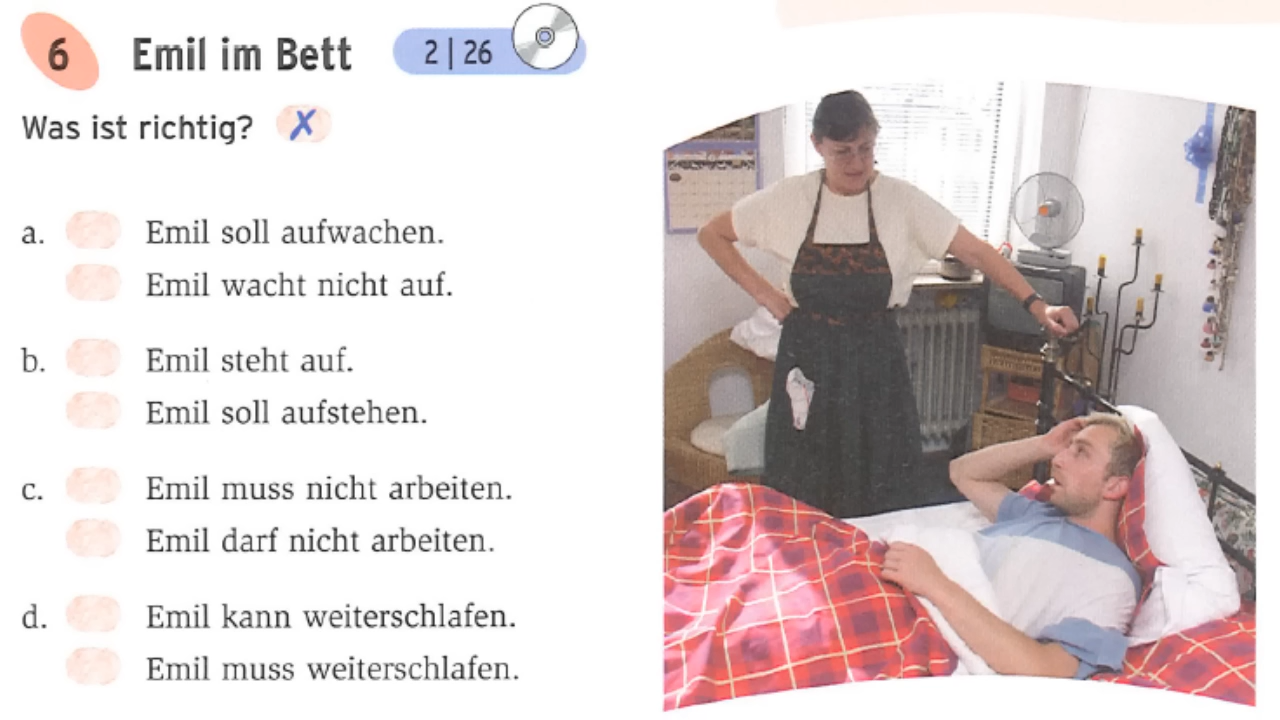 6 Emil im Bett 2 | 26
Was ist richtig? X
a. Emil soll aufwachen.
Emil wacht nicht auf.
b. Emil steht auf.
Emil soll aufstehen.
c. Emil muss nicht arbeiten.
Emil darf nicht arbeiten.
d. Emil kann weiterschlafen.
Emil muss weiterschlafen.